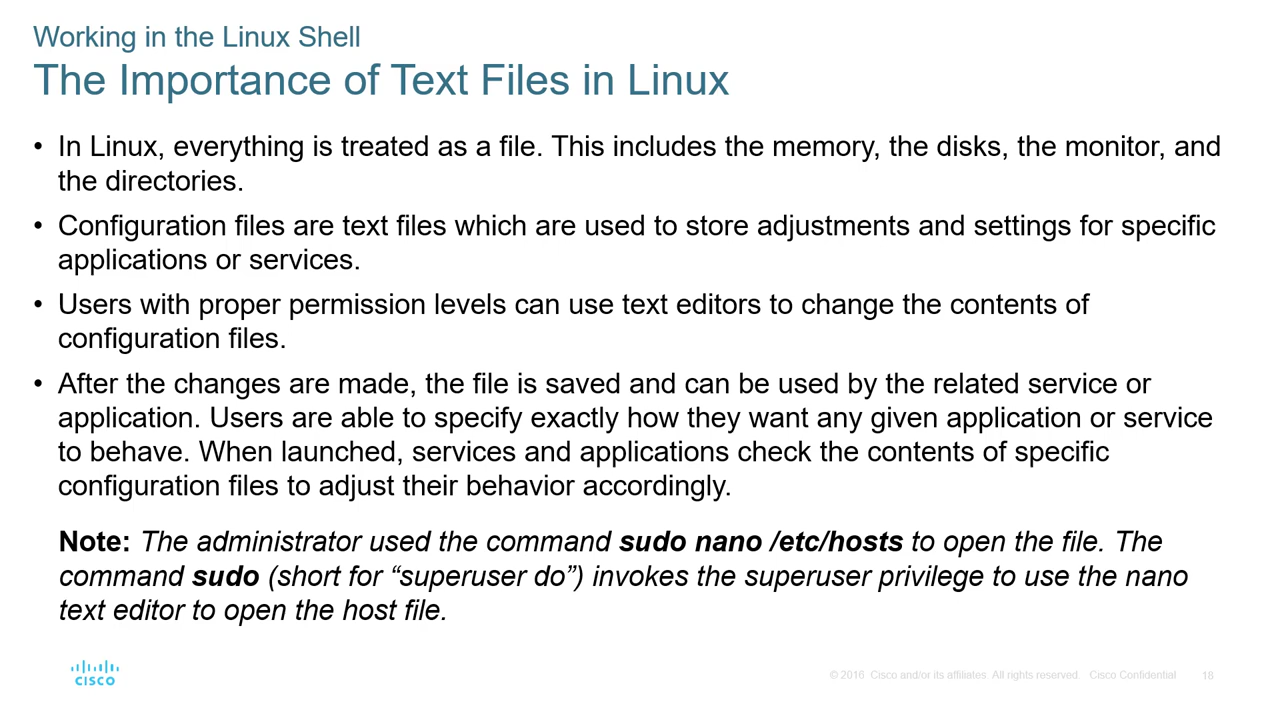 Working in the Linux Shell
The Importance of Text Files in Linux
• In Linux, everything is treated as a file. This includes the memory, the disks, the monitor, and
the directories.
• Configuration files are text files which are used to store adjustments and settings for specific
applications or services.
• Users with proper permission levels can use text editors to change the contents of
configuration files.
• After the changes are made, the file is saved and can be used by the related service or
application. Users are able to specify exactly how they want any given application or service
to behave. When launched, services and applications check the contents of specific
configuration files to adjust their behavior accordingly.
Note: The administrator used the command sudo nano /etc/hosts to open the file. The
command sudo (short for “superuser do”) invokes the superuser privilege to use the nano
text editor to open the host file.
CISCO
© 2016 Cisco and/or its affiliates. All rights reserved. Cisco Confidential 18